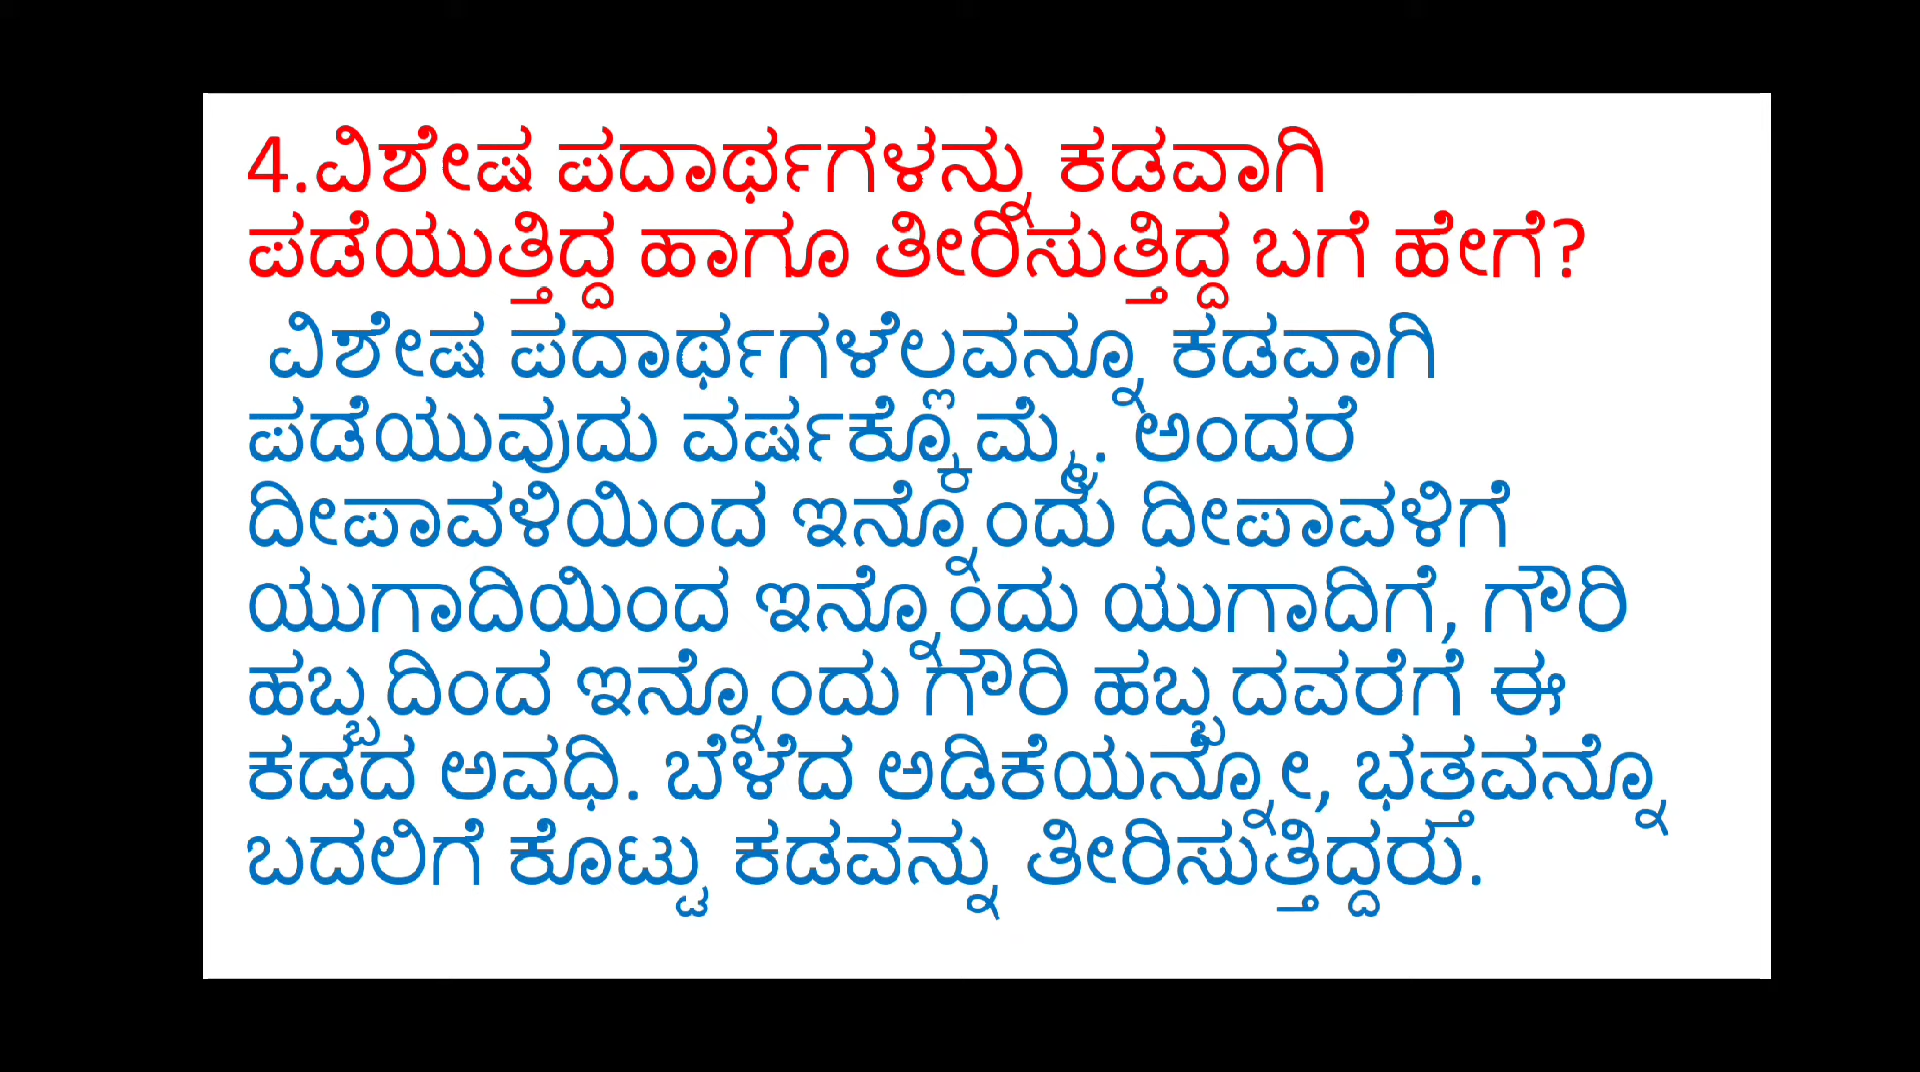 4.ವಿಶೇಷ ಪದಾರ್ಥಗಳನ್ನು ಕಡವಾಗಿ
ಪಡೆಯುತ್ತಿದ್ದ ಹಾಗೂ ತೀರಿಸುತ್ತಿದ್ದ ಬಗೆ ಹೇಗೆ?
ವಿಶೇಷ ಪದಾರ್ಥಗಳೆಲ್ಲವನ್ನೂ ಕಡವಾಗಿ
ಪಡೆಯುವುದು ವರ್ಷಕ್ಕೊಮ್ಮೆ. ಅಂದರೆ
ದೀಪಾವಳಿಯಿಂದ ಇನ್ನೊಂದು ದೀಪಾವಳಿಗೆ
ಯುಗಾದಿಯಿಂದ ಇನ್ನೊಂದು ಯುಗಾದಿಗೆ, ಗೌರಿ
ಹಬ್ಬದಿಂದ ಇನ್ನೊಂದು ಗೌರಿ ಹಬ್ಬದವರೆಗೆ ಈ
ಕಡದ ಅವಧಿ. ಬೆಳೆದ ಅಡಿಕೆಯನ್ನೋ, ಭತ್ತವನ್ನೊ
ಬದಲಿಗೆ ಕೊಟ್ಟು ಕಡವನ್ನು ತೀರಿಸುತ್ತಿದ್ದರು.